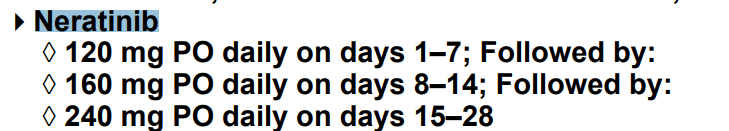 ▸ Neratinib
◊ 120 mg PO daily on days 1–7; Followed by:
◊ 160 mg PO daily on days 8–14; Followed by:
◊ 240 mg PO daily on days 15–28